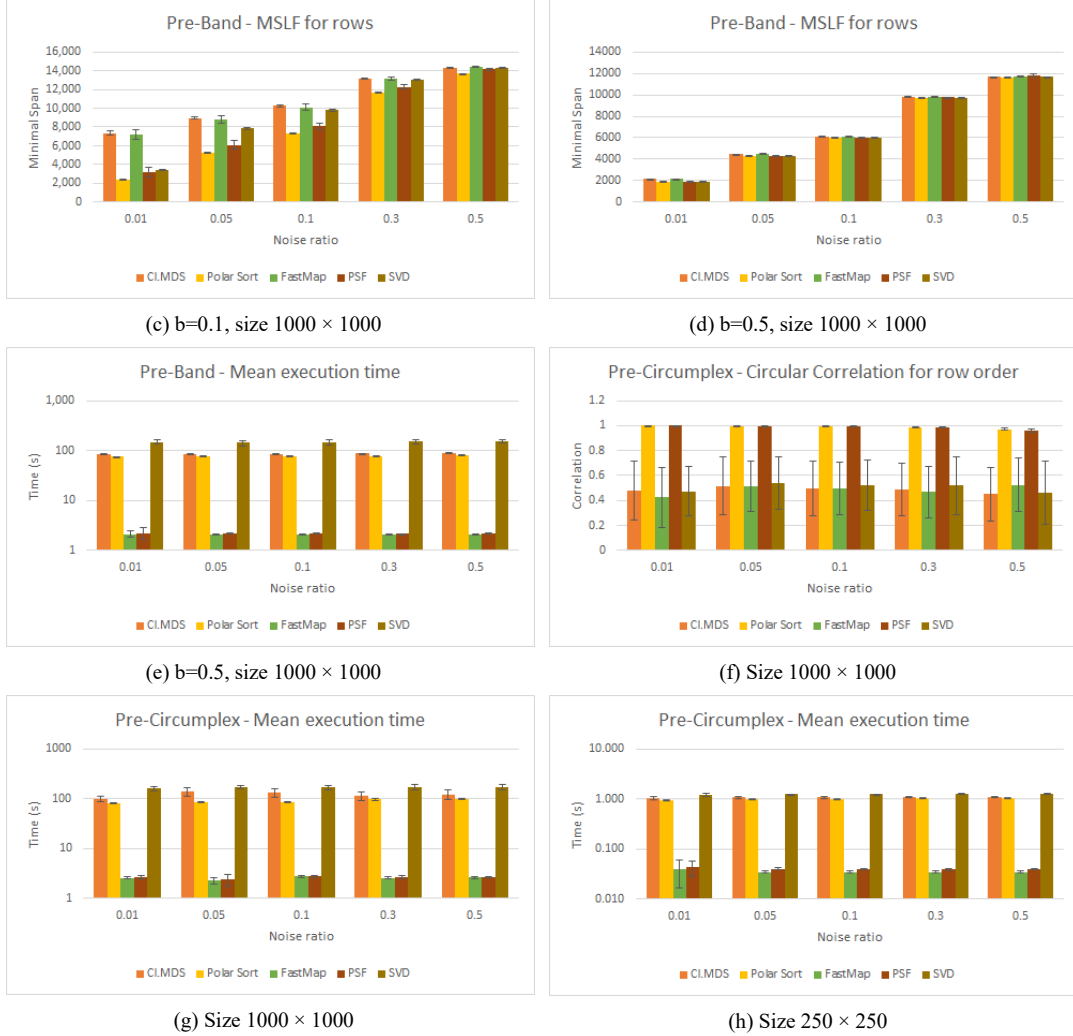 Pre-Band - MSLF for rows
Minimal Span
16,000
14,000
12,000
10,000
8,000
6,000
4,000
2,000
0
0.01 0.05 0.1 0.3 0.5
Noise ratio
Cl.MDS Polar Sort FastMap PSF SVD
(c) b=0.1, size 1000 × 1000
Pre-Band - MSLF for rows
Minimal Span
14000
12000
10000
8000
6000
4000
2000
0
0.01 0.05 0.1 0.3 0.5
Noise ratio
Cl.MDS Polar Sort FastMap PSF SVD
(d) b=0.5, size 1000 × 1000
Pre-Band - Mean execution time
Time (s)
1,000
100
10
1
0.01 0.05 0.1 0.3 0.5
Noise ratio
Cl.MDS Polar Sort FastMap PSF SVD
(e) b=0.5, size 1000 × 1000
Pre-Circumplex - Circular Correlation for row order
Correlation
1.2
1
0.8
0.6
0.4
0.2
0
0.01 0.05 0.1 0.3 0.5
Noise ratio
Cl.MDS Polar Sort FastMap PSF SVD
(f) Size 1000 × 1000
Pre-Circumplex - Mean execution time
Time (s)
1000
100
10
1
0.01 0.05 0.1 0.3 0.5
Noise ratio
Cl.MDS Polar Sort FastMap PSF SVD
(g) Size 1000 × 1000
Pre-Circumplex - Mean execution time
Time (s)
10.000
1.000
0.100
0.010
0.01 0.05 0.1 0.3 0.5
Noise ratio
Cl.MDS Polar Sort FastMap PSF SVD
(h) Size 250 × 250